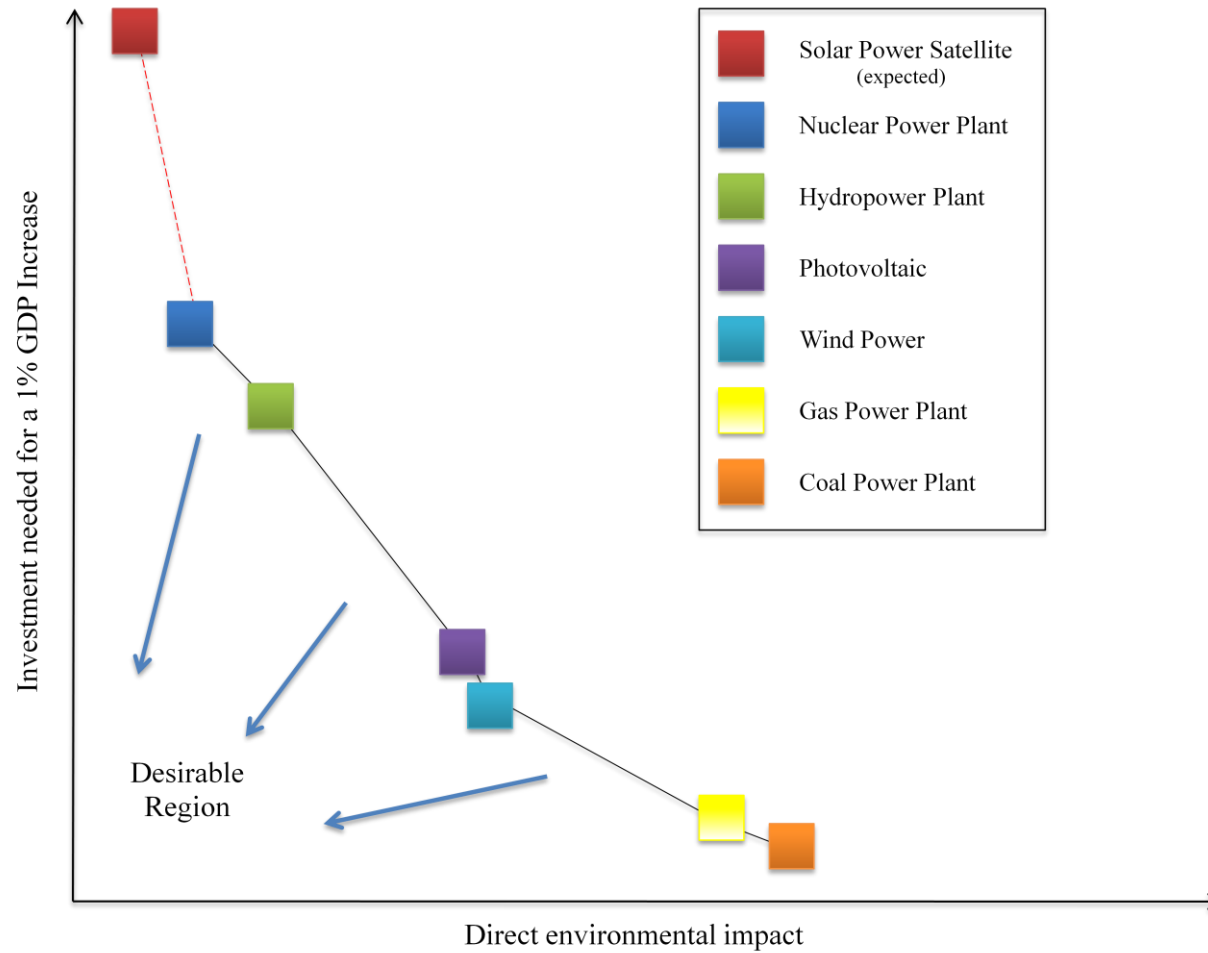 Investment needed for a 1% GDP Increase
Solar Power Satellite
(expected)
Nuclear Power Plant
Hydropower Plant
Photovoltaic
Wind Power
Gas Power Plant
Coal Power Plant
Desirable
Region
Direct environmental impact